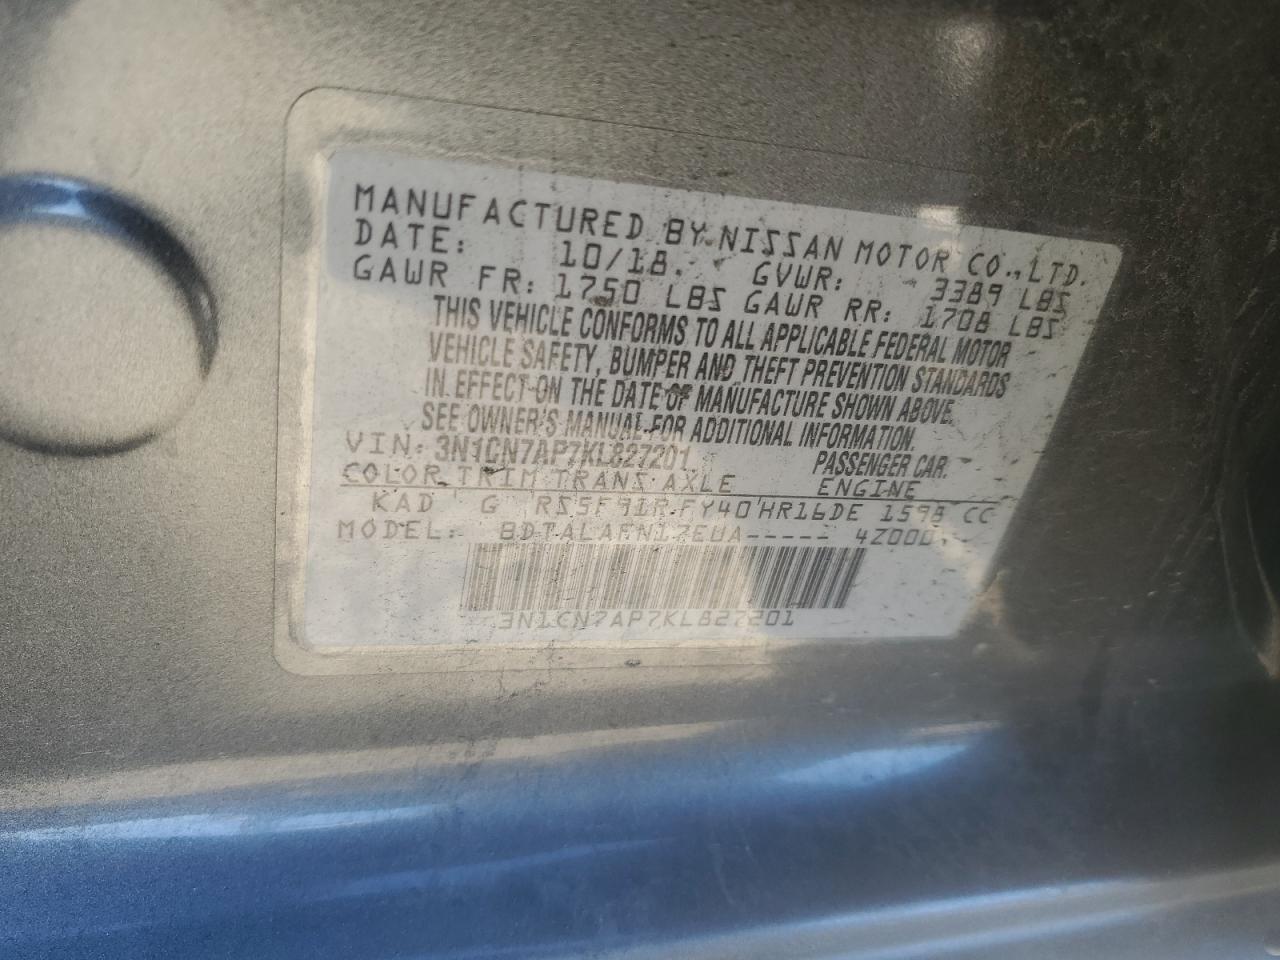 MANUFACTURED BY NISSAN MOTOR CO., LTD.
DATE: 10/18. GVWR: 3389 LBS
GAWR FR: 1750 LBS GAWR RR: 1708 LBS
THIS VEHICLE CONFORMS TO ALL APPLICABLE FEDERAL MOTOR
VEHICLE SAFETY, BUMPER AND THEFT PREVENTION STANDARDS
IN EFFECT ON THE DATE OF MANUFACTURE SHOWN ABOVE.
SEE OWNER'S MANUAL FOR ADDITIONAL INFORMATION.
VIN: 3N1CN7AP7KL827201 PASSENGER CAR.
COLOR TRIM TRANS AXLE ENGINE
KAD G RS5F91R FY40 HR16DE 1598 CC
MODEL: BDTALAFN17EUA----- 4Z000
3N1CN7AP7KL827201